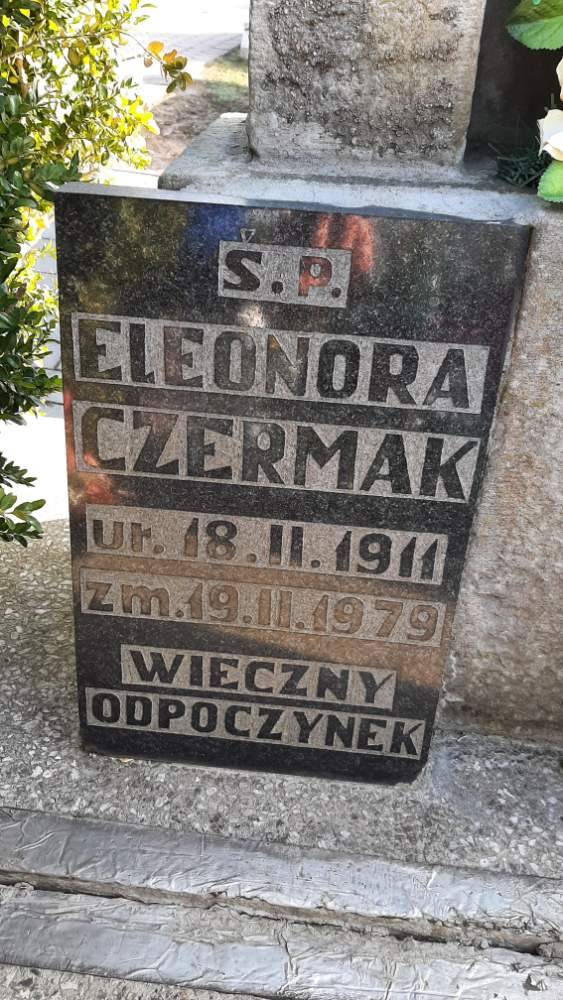 Ś.P.
ELEONORA
CZERMAK
ur. 18.II.1911
zm. 19.II.1979
WIECZNY
ODPOCZYNEK